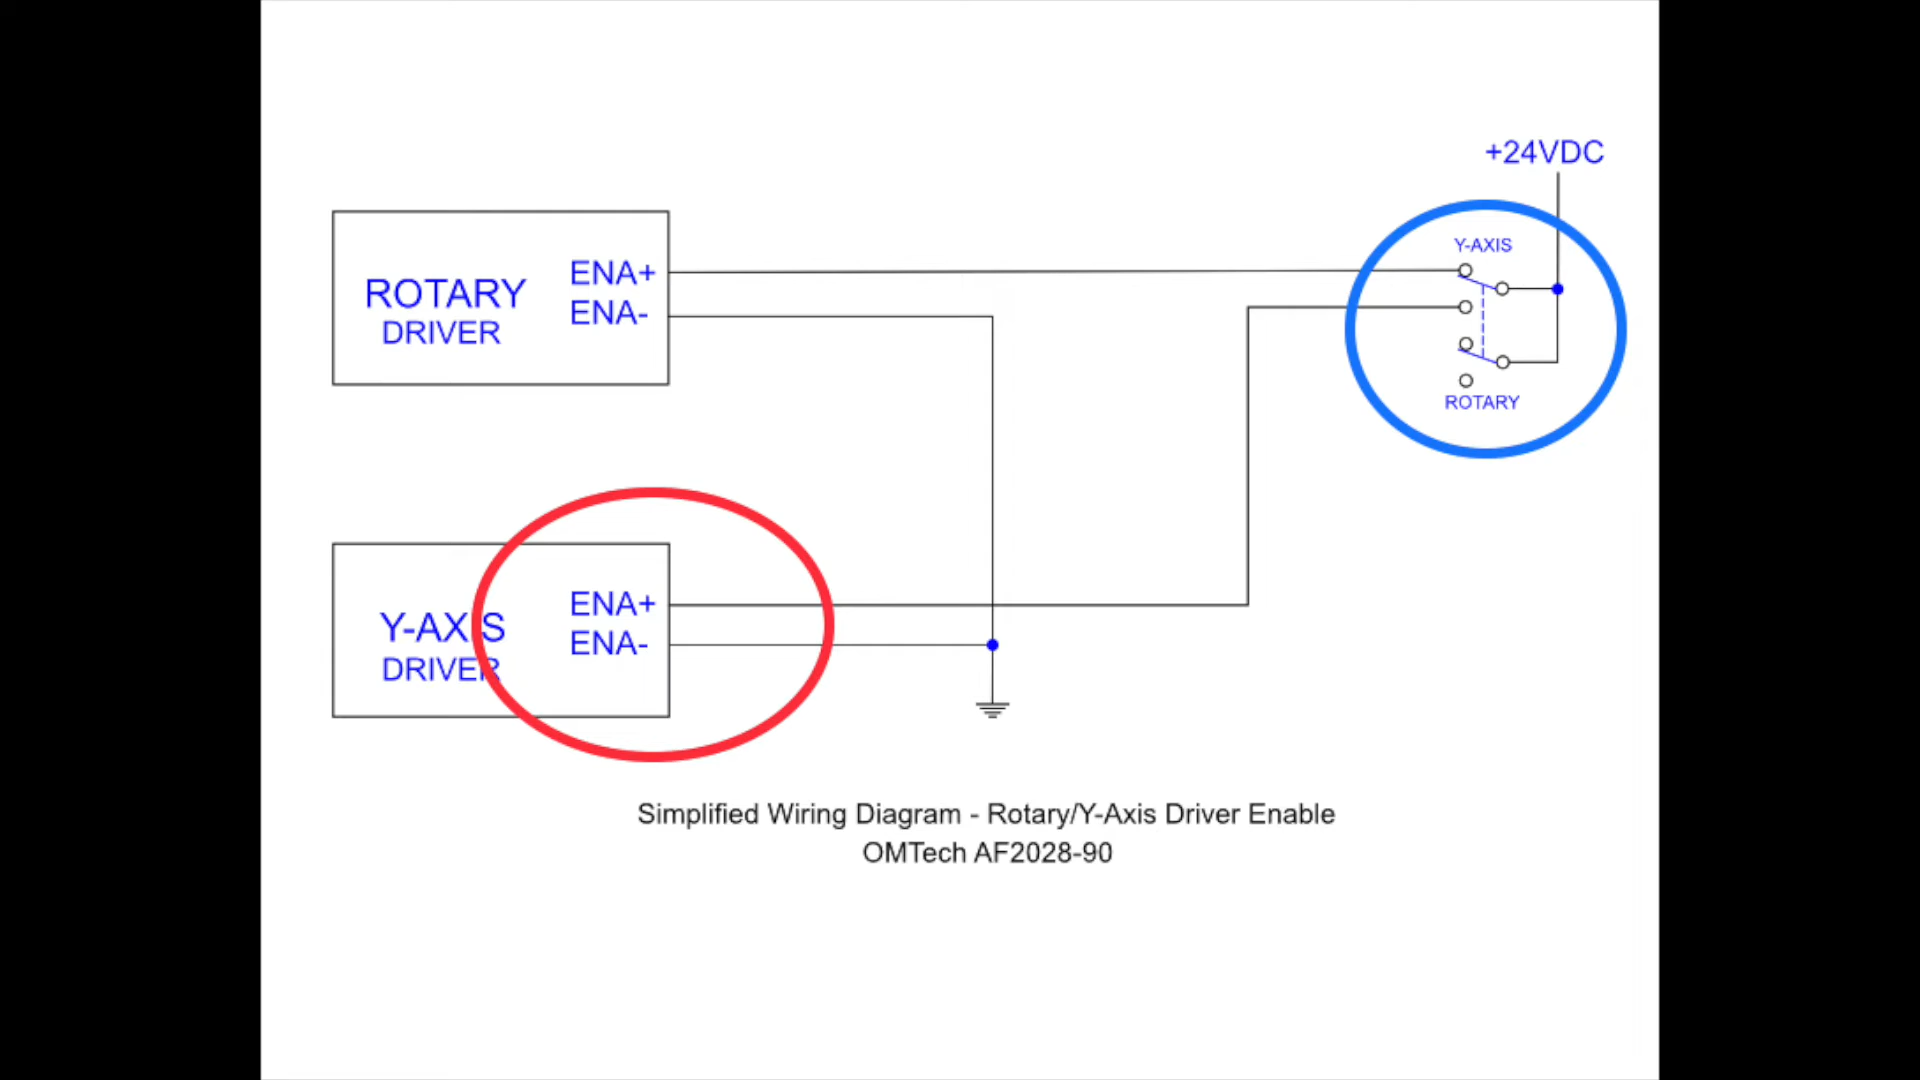 +24VDC
Y-AXIS
ROTARY
ROTARY
DRIVER
ENA+
ENA-
Y-AXIS
DRIVER
ENA+
ENA-
Simplified Wiring Diagram - Rotary/Y-Axis Driver Enable
OMTech AF2028-90